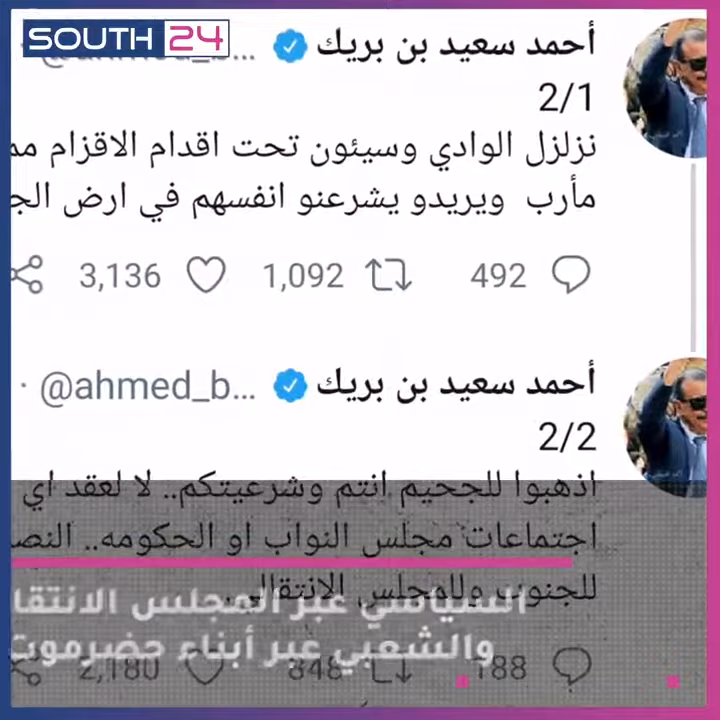 SOUTH 24
أحمد سعيد بن بريك
2/1
نزلزل الوادي وسيئون تحت اقدام الاقزام
مأرب ويريدو يشرعنو انفسهم في ارض
492 1,092 3,136
أحمد سعيد بن بريك @ahmed_b... ·
2/2
اذهبوا للجحيم انتم وشرعيتكم.. لا لعقد اي
اجتماعات مجلس النواب او الحكومه..
للجنوب وللمجلس الانتقالي..
السياسي عبر المجلس
والشعبي عبر أبناء حضرموت
188 848 2,180